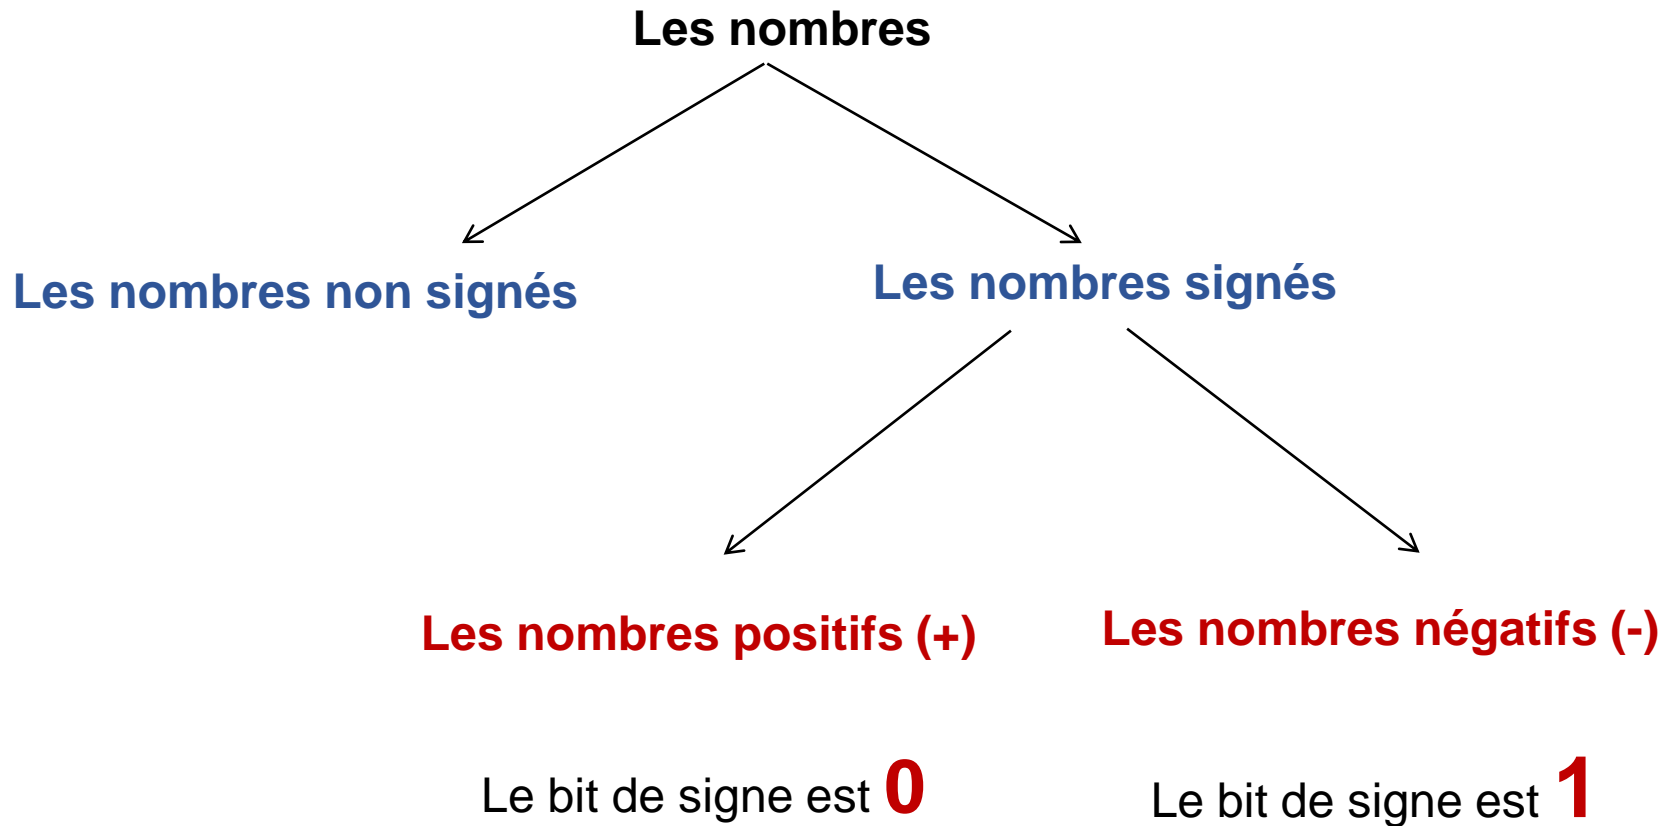 Les nombres
Les nombres non signés
Les nombres signés
Les nombres positifs (+)
Les nombres négatifs (-)
Le bit de signe est 0
Le bit de signe est 1